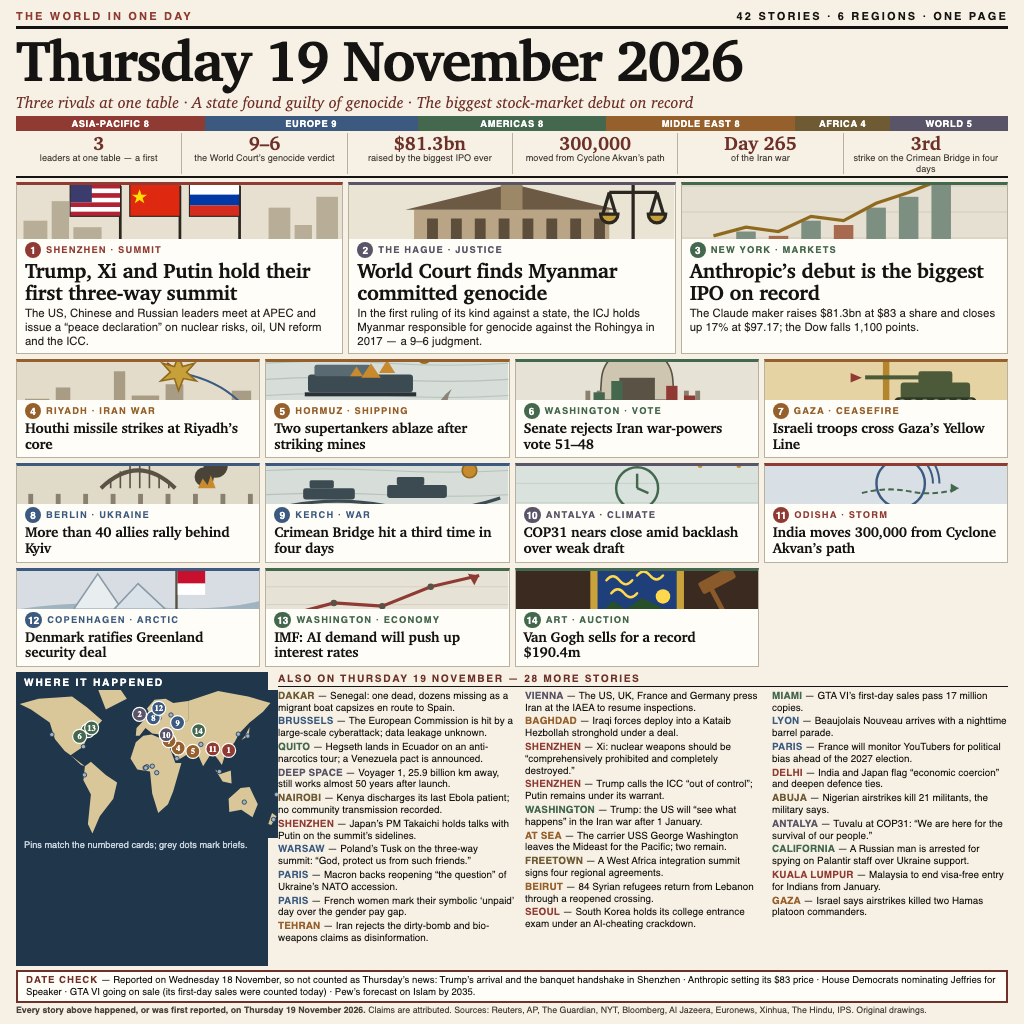 THE WORLD IN ONE DAY
42 STORIES · 6 REGIONS · ONE PAGE
Thursday 19 November 2026
Three rivals at one table · A state found guilty of genocide · The biggest stock-market debut on record
ASIA-PACIFIC 8
EUROPE 9
AMERICAS 8
MIDDLE EAST 8
AFRICA 4
WORLD 5
3
leaders at one table — a first
9–6
the World Court's genocide verdict
$81.3bn
raised by the biggest IPO ever
300,000
moved from Cyclone Akvan's path
Day 265
of the Iran war
3rd
strike on the Crimean Bridge in four
days
1 SHENZHEN · SUMMIT
Trump, Xi and Putin hold their
first three-way summit
The US, Chinese and Russian leaders meet at APEC and
issue a “peace declaration” on nuclear risks, oil, UN reform
and the ICC.
2 THE HAGUE · JUSTICE
World Court finds Myanmar
committed genocide
In the first ruling of its kind against a state, the ICJ holds
Myanmar responsible for genocide against the Rohingya in
2017 — a 9–6 judgment.
3 NEW YORK · MARKETS
Anthropic’s debut is the biggest
IPO on record
The Claude maker raises $81.3bn at $83 a share and closes
up 17% at $97.17; the Dow falls 1,100 points.
4 RIYADH · IRAN WAR
Houthi missile strikes at Riyadh’s
core
5 HORMUZ · SHIPPING
Two supertankers ablaze after
striking mines
6 WASHINGTON · VOTE
Senate rejects Iran war-powers
vote 51–48
7 GAZA · CEASEFIRE
Israeli troops cross Gaza’s Yellow
Line
8 BERLIN · UKRAINE
More than 40 allies rally behind
Kyiv
9 KERCH · WAR
Crimean Bridge hit a third time in
four days
10 ANTALYA · CLIMATE
COP31 nears close amid backlash
over weak draft
11 ODISHA · STORM
India moves 300,000 from Cyclone
Akvan’s path
12 COPENHAGEN · ARCTIC
Denmark ratifies Greenland
security deal
13 WASHINGTON · ECONOMY
IMF: AI demand will push up
interest rates
14 ART · AUCTION
Van Gogh sells for a record
$190.4m
WHERE IT HAPPENED
2
12
8
9
13
6
10
14
4
5
11
1
Pins match the numbered cards; grey dots mark briefs.
ALSO ON THURSDAY 19 NOVEMBER — 28 MORE STORIES
DAKAR — Senegal: one dead, dozens missing as a
migrant boat capsizes en route to Spain.
BRUSSELS — The European Commission is hit by a
large-scale cyberattack; data leakage unknown.
QUITO — Hegseth lands in Ecuador on an anti-
narcotics tour; a Venezuela pact is announced.
DEEP SPACE — Voyager 1, 25.9 billion km away,
still works almost 50 years after launch.
NAIROBI — Kenya discharges its last Ebola patient;
no community transmission recorded.
SHENZHEN — Japan’s PM Takaichi holds talks with
Putin on the summit’s sidelines.
WARSAW — Poland’s Tusk on the three-way
summit: “God, protect us from such friends.”
PARIS — Macron backs reopening “the question” of
Ukraine’s NATO accession.
PARIS — French women mark their symbolic ‘unpaid’
day over the gender pay gap.
TEHRAN — Iran rejects the dirty-bomb and bio-
weapons claims as disinformation.
VIENNA — The US, UK, France and Germany press
Iran at the IAEA to resume inspections.
BAGHDAD — Iraqi forces deploy into a Kataib
Hezbollah stronghold under a deal.
SHENZHEN — Xi: nuclear weapons should be
“comprehensively prohibited and completely
destroyed.”
SHENZHEN — Trump calls the ICC “out of control”;
Putin remains under its warrant.
WASHINGTON — Trump: the US will “see what
happens” in the Iran war after 1 January.
AT SEA — The carrier USS George Washington
leaves the Mideast for the Pacific; two remain.
FREETOWN — A West Africa integration summit
signs four regional agreements.
BEIRUT — 84 Syrian refugees return from Lebanon
through a reopened crossing.
SEOUL — South Korea holds its college entrance
exam under an AI-cheating crackdown.
MIAMI — GTA VI’s first-day sales pass 17 million
copies.
LYON — Beaujolais Nouveau arrives with a nighttime
barrel parade.
PARIS — France will monitor YouTubers for political
bias ahead of the 2027 election.
DELHI — India and Japan flag “economic coercion”
and deepen defence ties.
ABUJA — Nigerian airstrikes kill 21 militants, the
military says.
ANTALYA — Tuvalu at COP31: “We are here for the
survival of our people.”
CALIFORNIA — A Russian man is arrested for
spying on Palantir staff over Ukraine support.
KUALA LUMPUR — Malaysia to end visa-free entry
for Indians from January.
GAZA — Israel says airstrikes killed two Hamas
platoon commanders.
DATE CHECK — Reported on Wednesday 18 November, so not counted as Thursday’s news: Trump’s arrival and the banquet handshake in Shenzhen · Anthropic setting its $83 price · House Democrats nominating Jeffries for
Speaker · GTA VI going on sale (its first-day sales were counted today) · Pew’s forecast on Islam by 2035.
Every story above happened, or was first reported, on Thursday 19 November 2026. Claims are attributed. Sources: Reuters, AP, The Guardian, NYT, Bloomberg, Al Jazeera, Euronews, Xinhua, The Hindu, IPS. Original drawings.